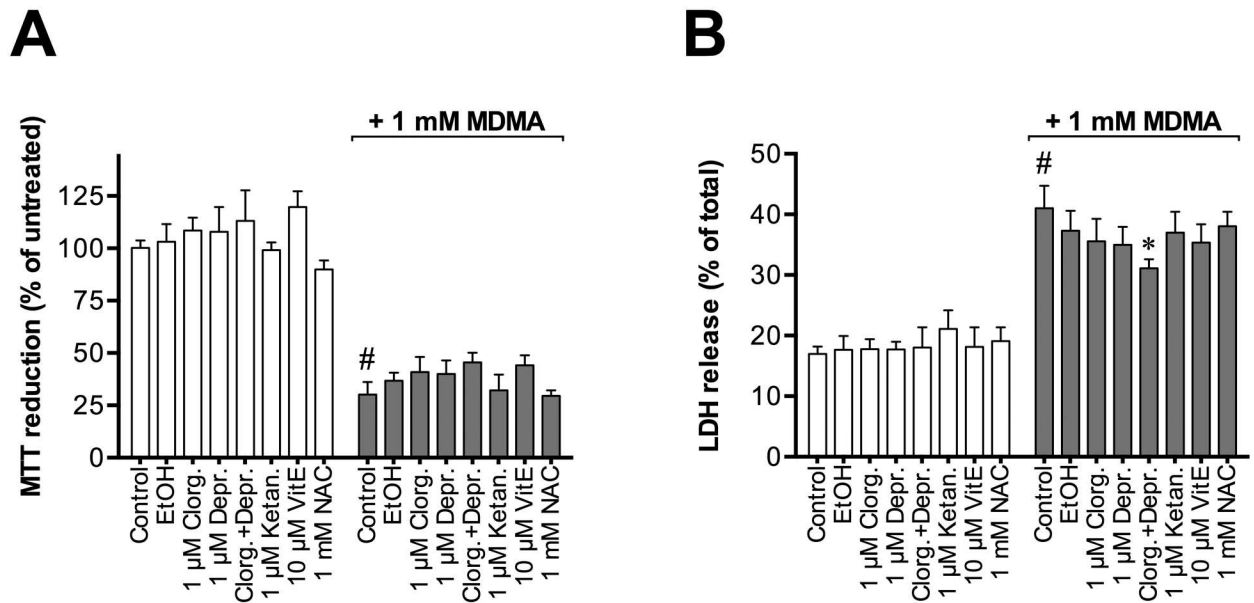 A
MTT reduction (% of untreated)
125
100
75
50
25
0
+ 1 mM MDMA
#
Control
EtOH
1 µM Clorg.
1 µM Depr.
Clorg.+Depr.
1 µM Ketan.
10 µM VitE
1 mM NAC
Control
EtOH
1 µM Clorg.
1 µM Depr.
Clorg.+Depr.
1 µM Ketan.
10 µM VitE
1 mM NAC
B
LDH release (% of total)
50
40
30
20
10
0
+ 1 mM MDMA
#
*
Control
EtOH
1 µM Clorg.
1 µM Depr.
Clorg.+Depr.
1 µM Ketan.
10 µM VitE
1 mM NAC
Control
EtOH
1 µM Clorg.
1 µM Depr.
Clorg.+Depr.
1 µM Ketan.
10 µM VitE
1 mM NAC